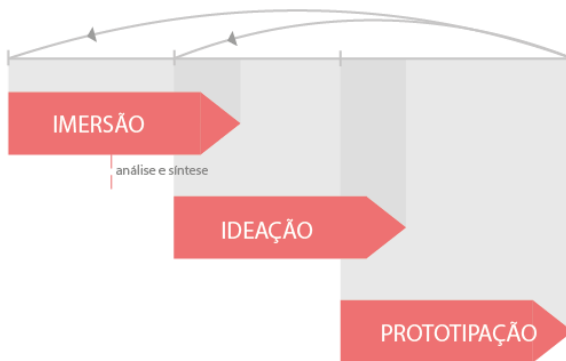 IMERSÃO
análise e síntese
IDEAÇÃO
PROTOTIPAÇÃO